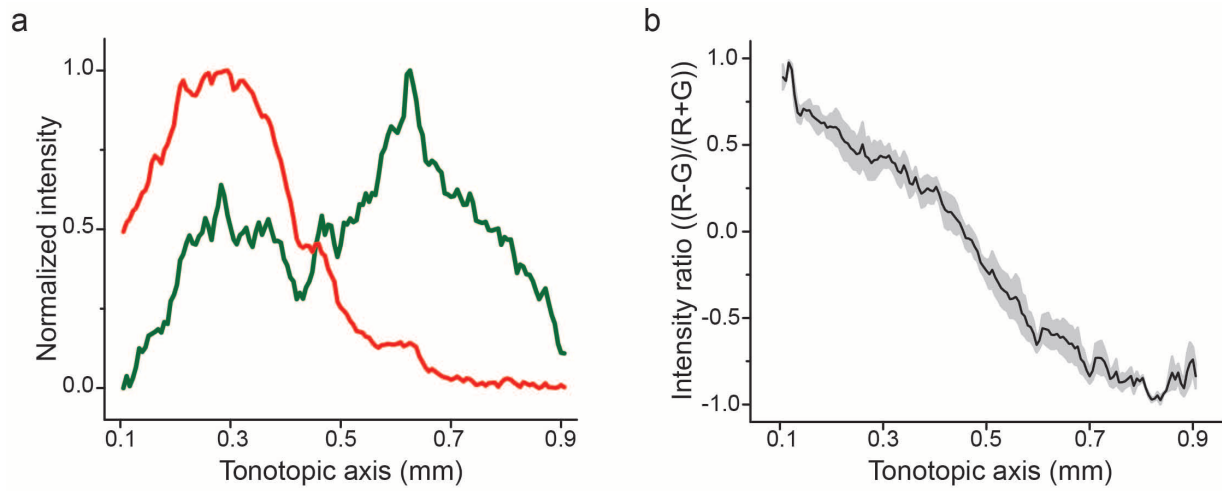 a
Normalized intensity
1.0
0.5
0.0
0.1 0.3 0.5 0.7 0.9
Tonotopic axis (mm)
b
Intensity ratio ((R-G)/(R+G))
1.0
0.5
0.0
-0.5
-1.0
0.1 0.3 0.5 0.7 0.9
Tonotopic axis (mm)